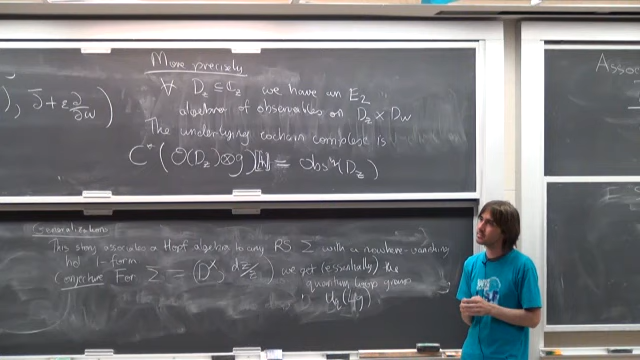 More precisely
∀ D_z ⊆ ℂ_z we have an E_2
algebra of observables on D_z × D_w
The underlying cochain complex is
C^*(O(D_z)⊗g)[[ħ]] = Obs(D_z)
), ∂̄ + ε ∂/∂w )
Generalizations
This story associates a Hopf algebra to any RS Σ with a nowhere-vanishing
hol 1-form
Conjecture For Σ = (D^×, dz/z) we get (essentially) the
quantum loop group
U_q(Lg)
Assoc